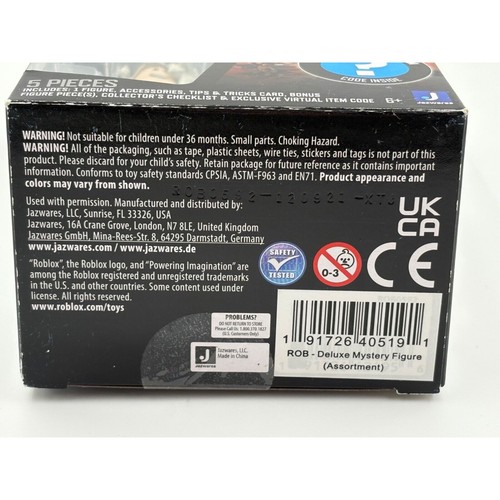 CODE INSIDE
5 PIECES
INCLUDES: 1 FIGURE, ACCESSORIES, TIPS & TRICKS CARD, BONUS
FIGURE PIECE(S), COLLECTOR'S CHECKLIST & EXCLUSIVE VIRTUAL ITEM CODE 6+
Jazwares
WARNING! Not suitable for children under 36 months. Small parts. Choking Hazard.
WARNING! All of the packaging, such as tape, plastic sheets, wire ties, stickers and tags is not part of this
product. Please discard for your child's safety. Retain package for future reference as it contains important
information. Conforms to toy safety standards CPSIA, ASTM-F963 and EN71. Product appearance and
colors may vary from shown.
Used with permission. Manufactured and distributed by:
Jazwares, LLC, Sunrise, FL 33326, USA
Jazwares, 16A Crane Grove, London, N7 8LE, United Kingdom
Jazwares GmbH, Mina-Rees-Str. 8, 64295 Darmstadt, Germany
www.jazwares.com / www.jazwares.de
UK
CA
"Roblox", the Roblox logo, and "Powering Imagination" are
among the Roblox registered and unregistered trademarks
in the U.S. and other countries. Some content used under
license. All rights reserved.
www.roblox.com/toys
SAFETY
TESTED
0-3
CE
PROBLEMS?
DO NOT RETURN TO STORE
Jazwares, LLC.
Made in China
JAZWARES
1 91726 40519 1
ROB - Deluxe Mystery Figure
(Assortment)